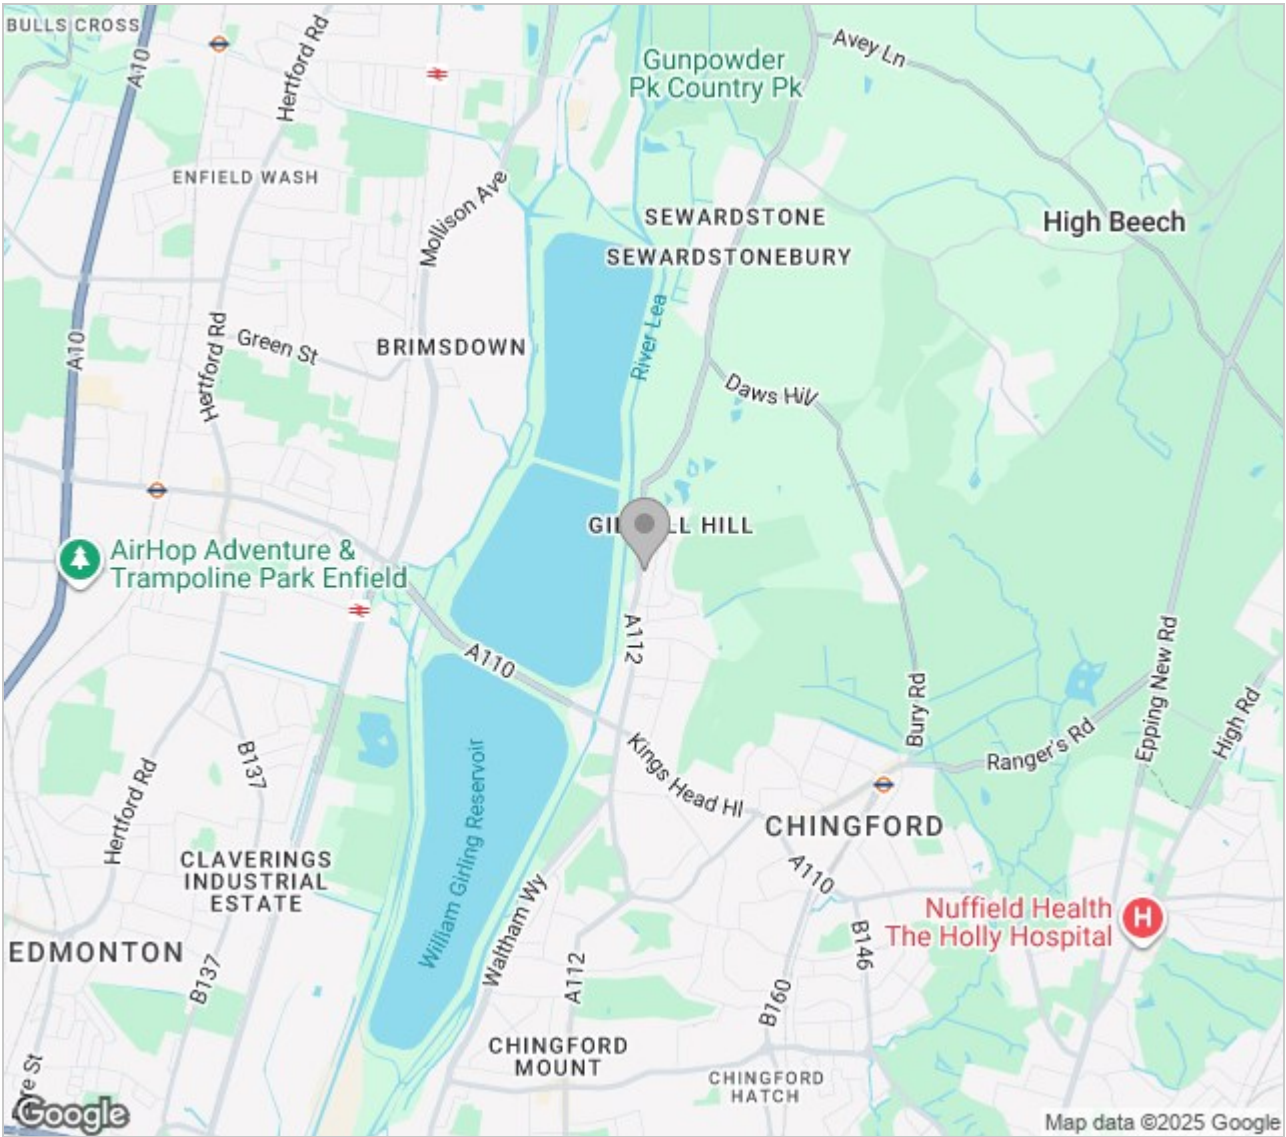 BULLS CROSS
A10
Hertford Rd
Avey Ln
Gunpowder
Pk Country Pk
ENFIELD WASH
Mollison Ave
SEWARDSTONE
SEWARDSTONEBURY
High Beech
River Lea
A10
Hertford Rd
Green St
BRIMSDOWN
Daws Hill
AirHop Adventure &
Trampoline Park Enfield
HILL
A112
A110
Bury Rd
Epping New Rd
High Rd
Ranger's Rd
B137
Hertford Rd
William Girling Reservoir
Kings Head Hl
CHINGFORD
A110
CLAVERINGS
INDUSTRIAL
ESTATE
Waltham Wy
Nuffield Health
The Holly Hospital
H
EDMONTON
B137
A112
B146
B160
CHINGFORD
MOUNT
CHINGFORD
HATCH
St
Google
Map data ©2025 Google